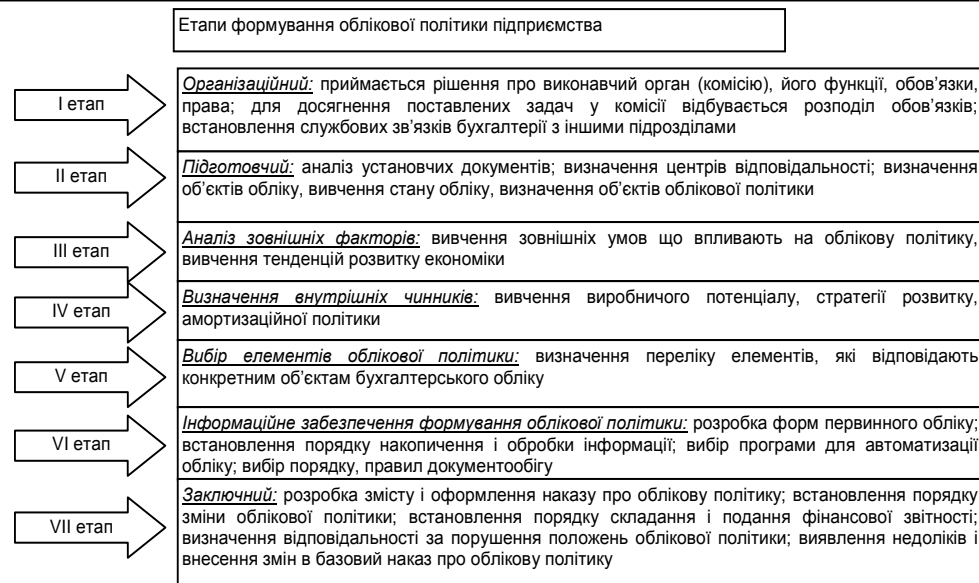 Етапи формування облікової політики підприємства
І етап
Організаційний: приймається рішення про виконавчий орган (комісію), його функції, обов'язки,
права; для досягнення поставлених задач у комісії відбувається розподіл обов'язків;
встановлення службових зв'язків бухгалтерії з іншими підрозділами
ІІ етап
Підготовчий: аналіз установчих документів; визначення центрів відповідальності; визначення
об'єктів обліку, вивчення стану обліку, визначення об'єктів облікової політики
ІІІ етап
Аналіз зовнішніх факторів: вивчення зовнішніх умов що впливають на облікову політику,
вивчення тенденцій розвитку економіки
IV етап
Визначення внутрішніх чинників: вивчення виробничого потенціалу, стратегії розвитку,
амортизаційної політики
V етап
Вибір елементів облікової політики: визначення переліку елементів, які відповідають
конкретним об'єктам бухгалтерського обліку
VI етап
Інформаційне забезпечення формування облікової політики: розробка форм первинного обліку;
встановлення порядку накопичення і обробки інформації; вибір програми для автоматизації
обліку; вибір порядку, правил документообігу
VII етап
Заключний: розробка змісту і оформлення наказу про облікову політику; встановлення порядку
зміни облікової політики; встановлення порядку складання і подання фінансової звітності;
визначення відповідальності за порушення положень облікової політики; виявлення недоліків і
внесення змін в базовий наказ про облікову політику